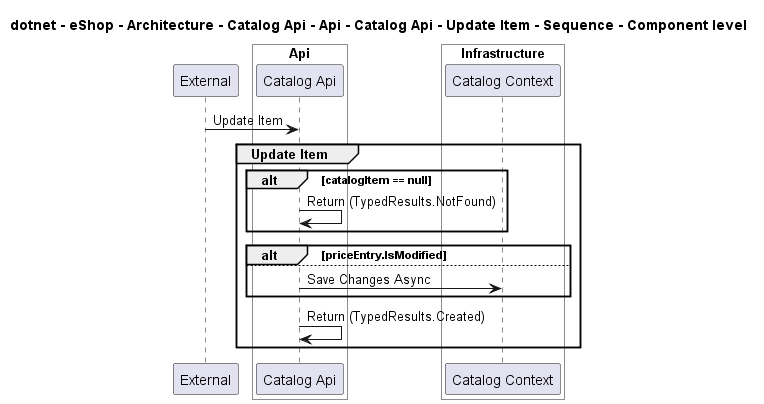 dotnet - eShop - Architecture - Catalog Api - Api - Catalog Api - Update Item - Sequence - Component level
Api
Infrastructure
External
Catalog Api
Catalog Context
Update Item
Update Item
alt
[catalogItem == null]
Return (TypedResults.NotFound)
alt
[priceEntry.IsModified]
Save Changes Async
Return (TypedResults.Created)
External
Catalog Api
Catalog Context